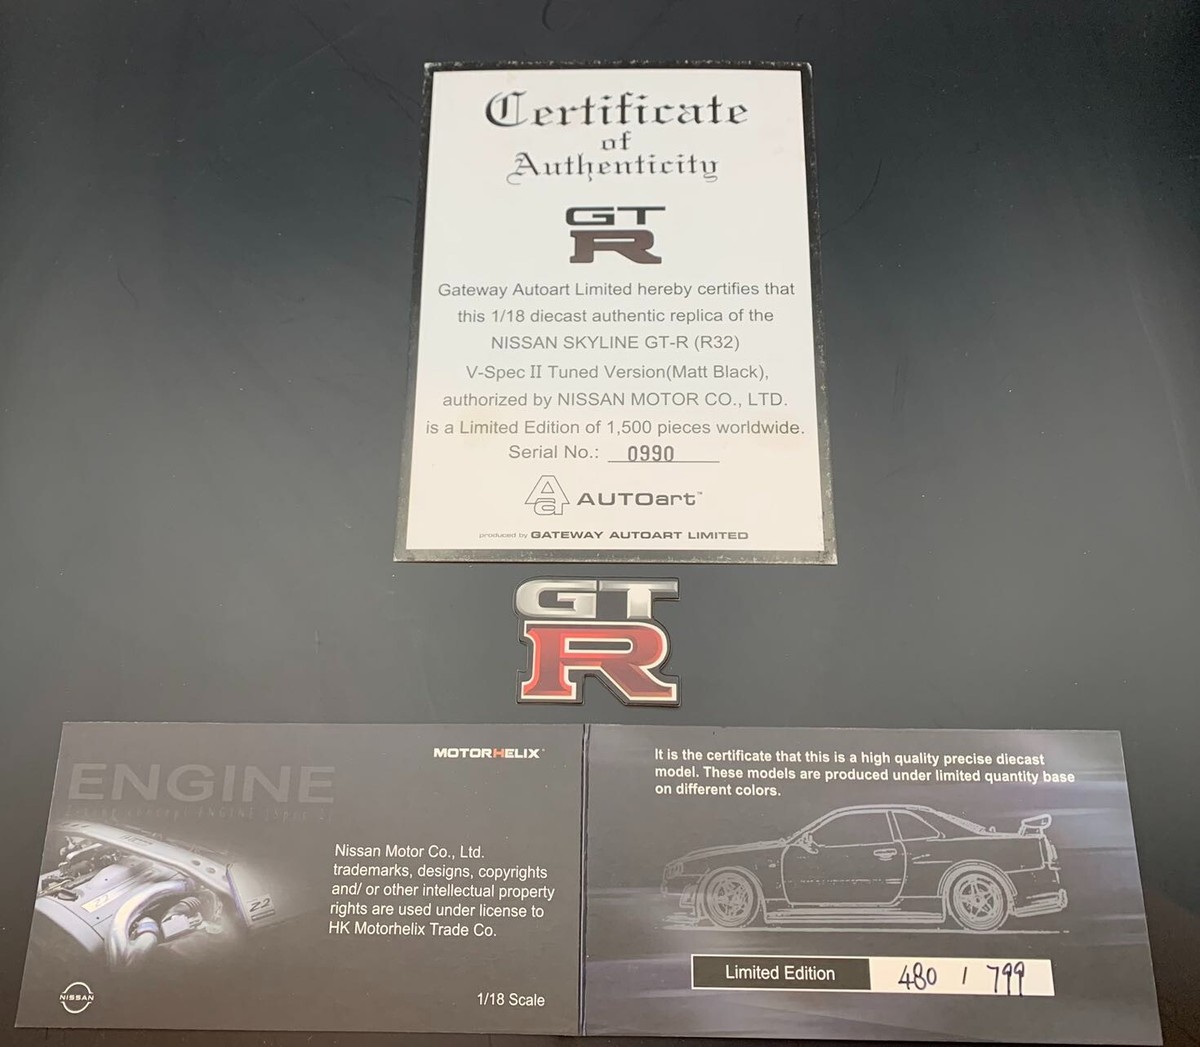 Certificate
of
Authenticity
GT
R
Gateway Autoart Limited hereby certifies that
this 1/18 diecast authentic replica of the
NISSAN SKYLINE GT-R (R32)
V-Spec II Tuned Version(Matt Black),
authorized by NISSAN MOTOR CO., LTD.
is a Limited Edition of 1,500 pieces worldwide.
Serial No.: 0990
Aa AUTOart™
produced by GATEWAY AUTOART LIMITED
GT
R
MOTORHELIX
ENGINE
Nissan Motor Co., Ltd.
trademarks, designs, copyrights
and/ or other intellectual property
rights are used under license to
HK Motorhelix Trade Co.
NISSAN
1/18 Scale
It is the certificate that this is a high quality precise diecast
model. These models are produced under limited quantity base
on different colors.
Limited Edition 480 / 799